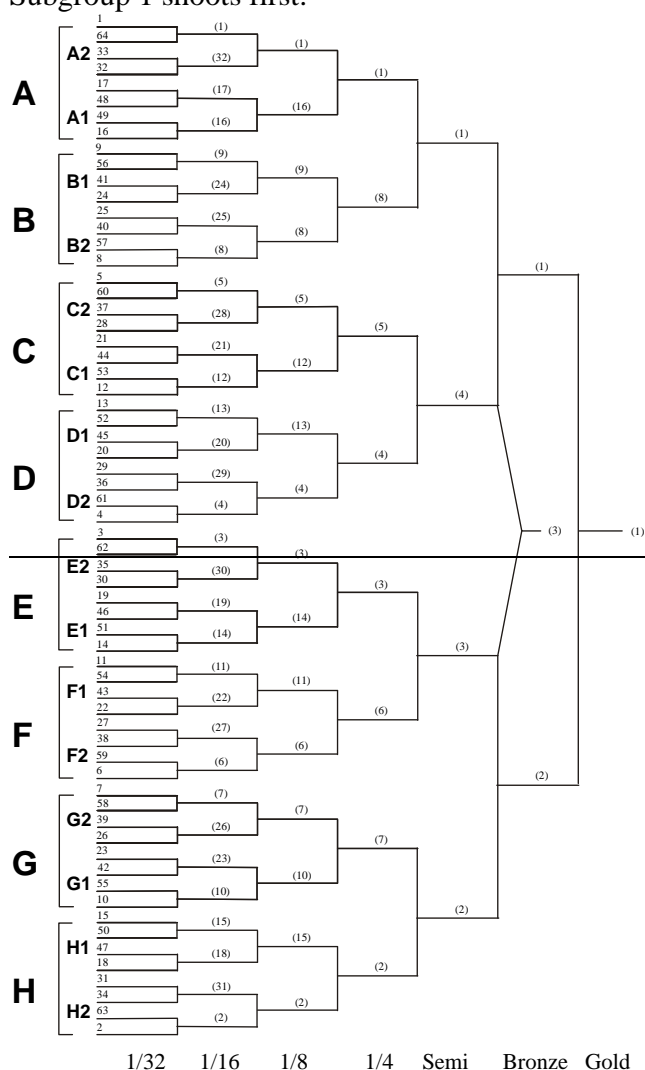 Subgroup 1 shoots first.
1
64 (1)
A2 33 (1)
32 (32)
A 17 (17) (1)
48
A1 49 (16) (16)
16
9 (9) (1)
56
B1 41 (24) (9)
24
B 25 (25) (8)
40
B2 57 (8) (8)
8
5 (5) (1)
60
C2 37 (28) (5)
28
C 21 (21) (5)
44
C1 53 (12) (12)
12
13 (13) (4)
52
D1 45 (20) (13)
20
D 29 (29) (4)
36
D2 61 (4) (4)
4
3 (3) (3) (1)
62
E2 35 (30) (3)
30
E 19 (19) (3)
46
E1 51 (14) (14)
14
11 (11) (3)
54
F1 43 (22) (11)
22
F 27 (27) (6)
38
F2 59 (6) (6)
6
7 (7) (2)
58
G2 39 (26) (7)
26
G 23 (23) (7)
42
G1 55 (10) (10)
10
15 (15) (2)
50
H1 47 (18) (15)
18
H 31 (31) (2)
34
H2 63 (2) (2)
2
1/32 1/16 1/8 1/4 Semi Bronze Gold